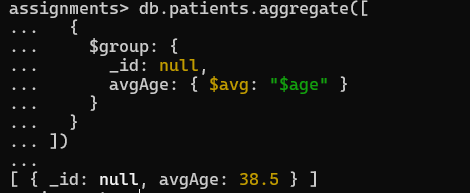 assignments> db.patients.aggregate([
...   {
...     $group: {
...       _id: null,
...       avgAge: { $avg: "$age" }
...     }
...   }
... ])
...
[ { _id: null, avgAge: 38.5 } ]